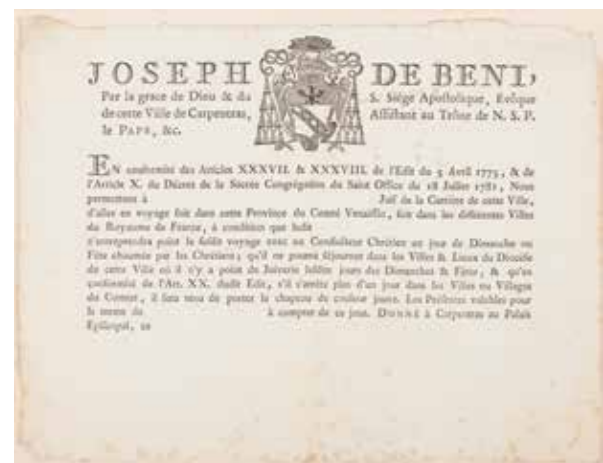 JOSEPH DE BENI,
Par la grace de Dieu & du S. Siége Apostolique, Evêque
de cette Ville de Carpentras, Assistant au Trône de N. S. P.
le PAPE, &c.
EN conformité des Articles XXXVII. & XXXVIII. de l'Edit du 5 Avril 1775, & de
l'Article X. du Décret de la Sacrée Congrégation du Saint Office du 18 Juillet 1781, Nous
permettons à Juif de la Carriere de cette Ville,
d'aller en voyage soit dans cette Province du Comté Venaissin, soit dans les différentes Villes
du Royaume de France, à condition que ledit
n'entreprendra point le susdit voyage avec un Conducteur Chrétien un jour de Dimanche ou
Fête chaumée par les Chrétiens; qu'il ne pourra séjourner dans les Villes & Lieux du Diocèse
de cette Ville où il n'y a point de Juiverie lesdits jours des Dimanches & Fêtes, & qu'en
conformité de l'Art. XX. dudit Edit, s'il s'arrête plus d'un jour dans les Villes ou Villages
du Comtat, il sera tenu de porter le chapeau de couleur jaune. Les Présentes valables pour
le terme de à compter de ce jour. DONNÉ à Carpentras au Palais
Episcopal, ce